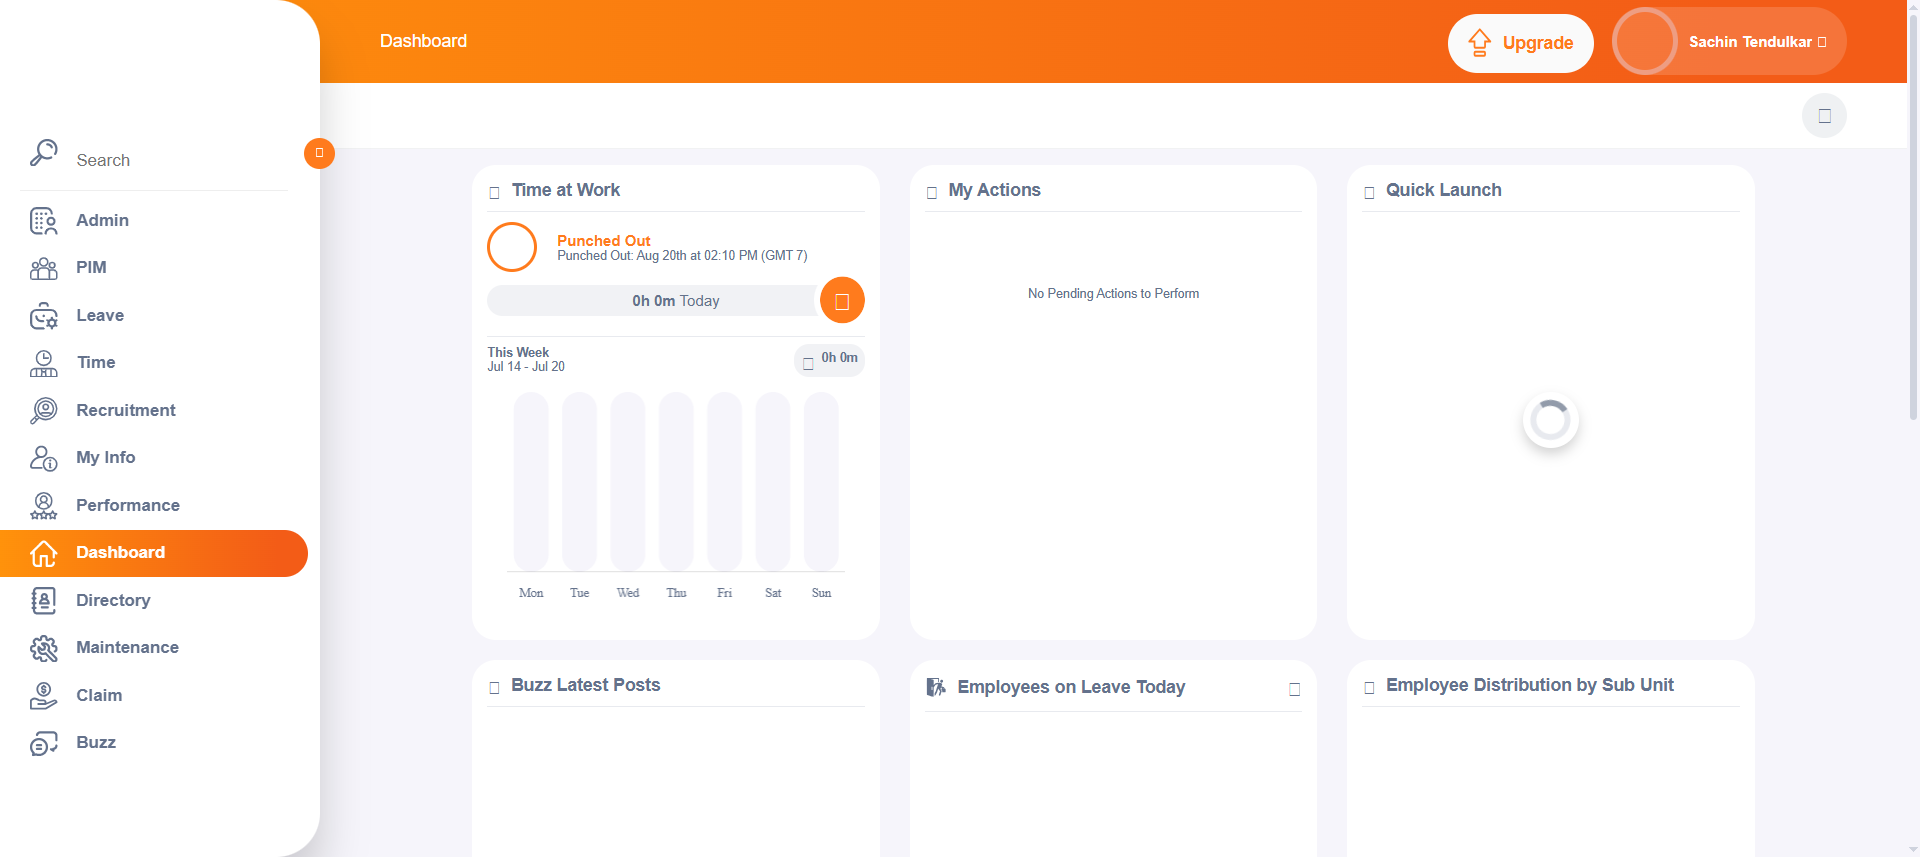 Dashboard
Upgrade
Sachin Tendulkar
Search
Admin
PIM
Leave
Time
Recruitment
My Info
Performance
Dashboard
Directory
Maintenance
Claim
Buzz
Time at Work
Punched Out
Punched Out: Aug 20th at 02:10 PM (GMT 7)
0h 0m Today
This Week
Jul 14 - Jul 20
0h 0m
Mon Tue Wed Thu Fri Sat Sun
My Actions
No Pending Actions to Perform
Quick Launch
Buzz Latest Posts
Employees on Leave Today
Employee Distribution by Sub Unit